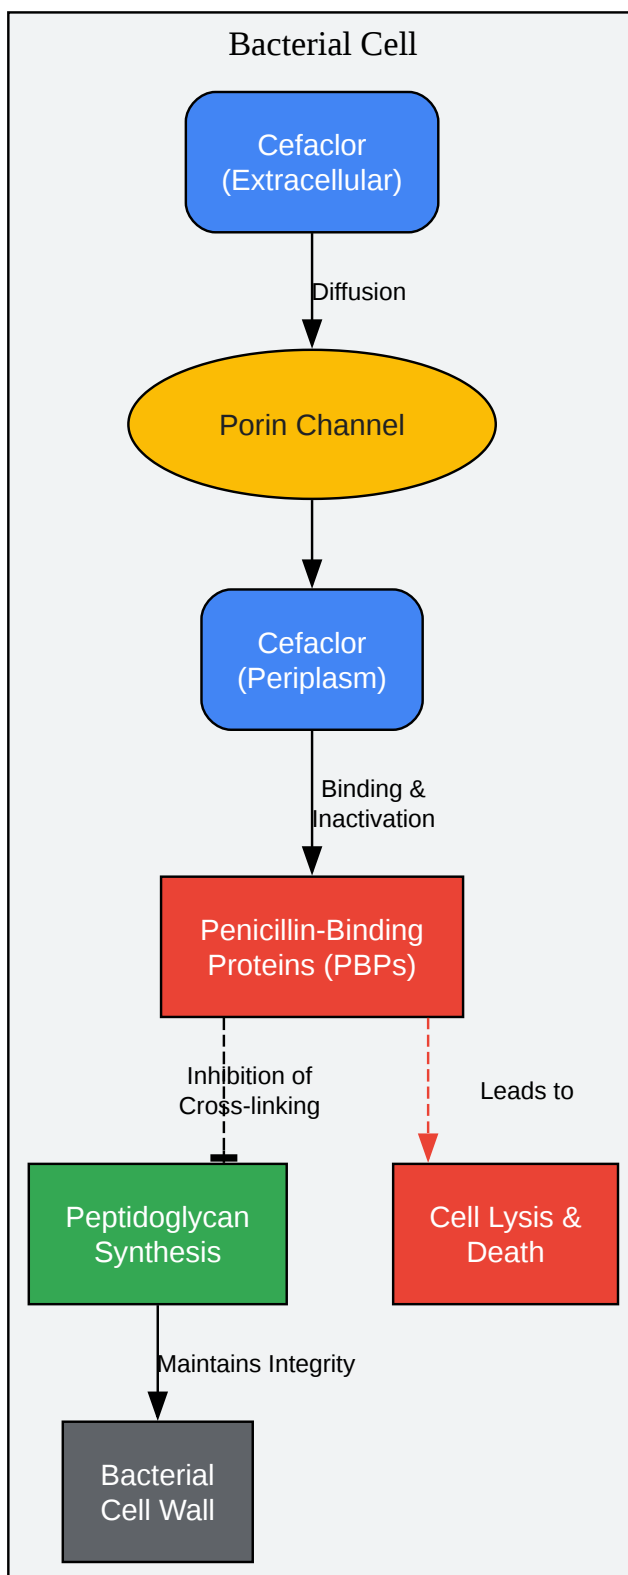 Bacterial Cell
Cefaclor
(Extracellular)
Diffusion
Porin Channel
Cefaclor
(Periplasm)
Binding &
Inactivation
Penicillin-Binding
Proteins (PBPs)
Inhibition of
Cross-linking
Leads to
Peptidoglycan
Synthesis
Cell Lysis &
Death
Maintains Integrity
Bacterial
Cell Wall